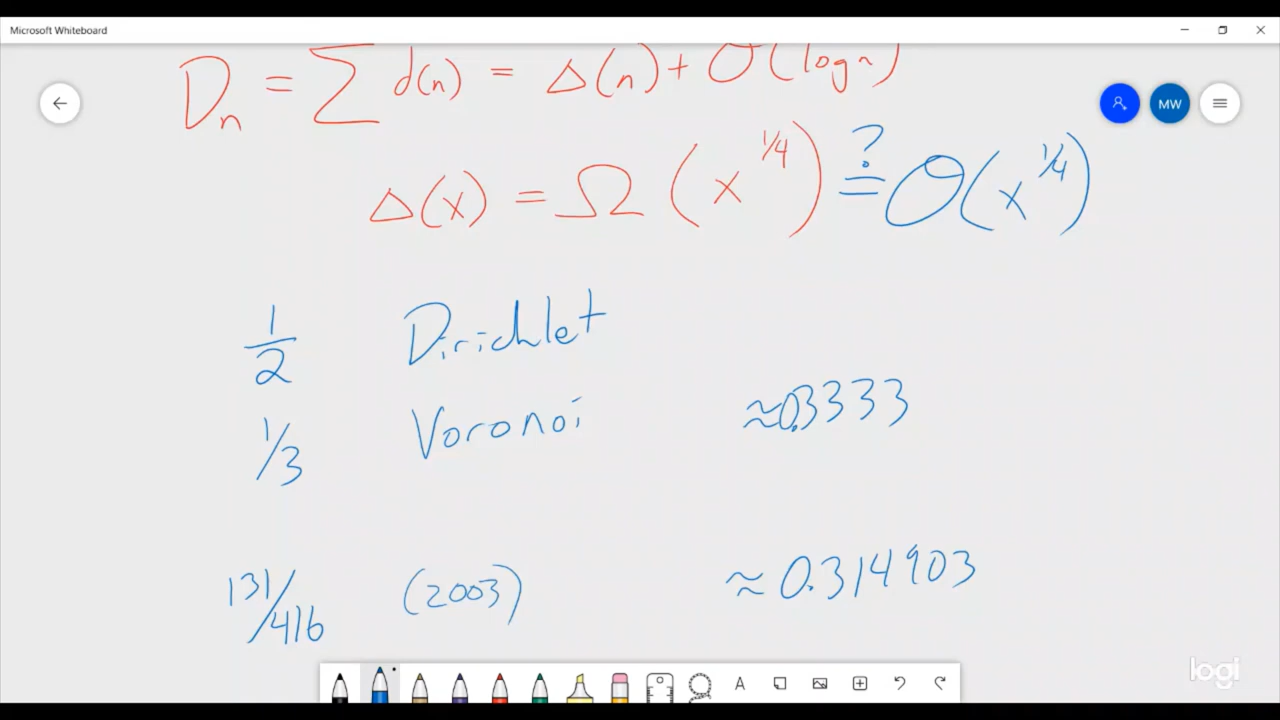 Microsoft Whiteboard
Dₙ = ∑ d(n) = Δ(n) + O(log n)
MW
Δ(x) = Ω(x^1/4) ≟ O(x^1/4)
1/2 Dirichlet
1/3 Voronoi ≈0.3333
131/416 (2003) ≈0.314903
A
logi